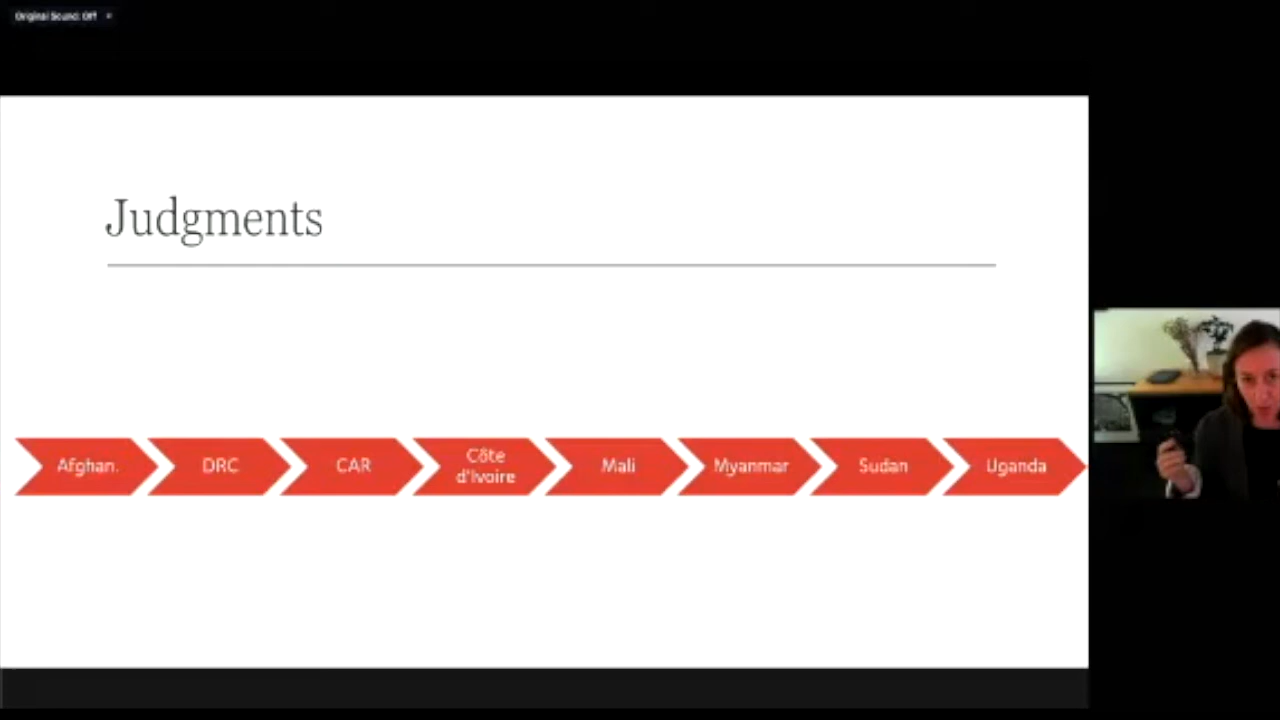 Original Sound: Off
Judgments
Afghan.
DRC
CAR
Côte
d'Ivoire
Mali
Myanmar
Sudan
Uganda